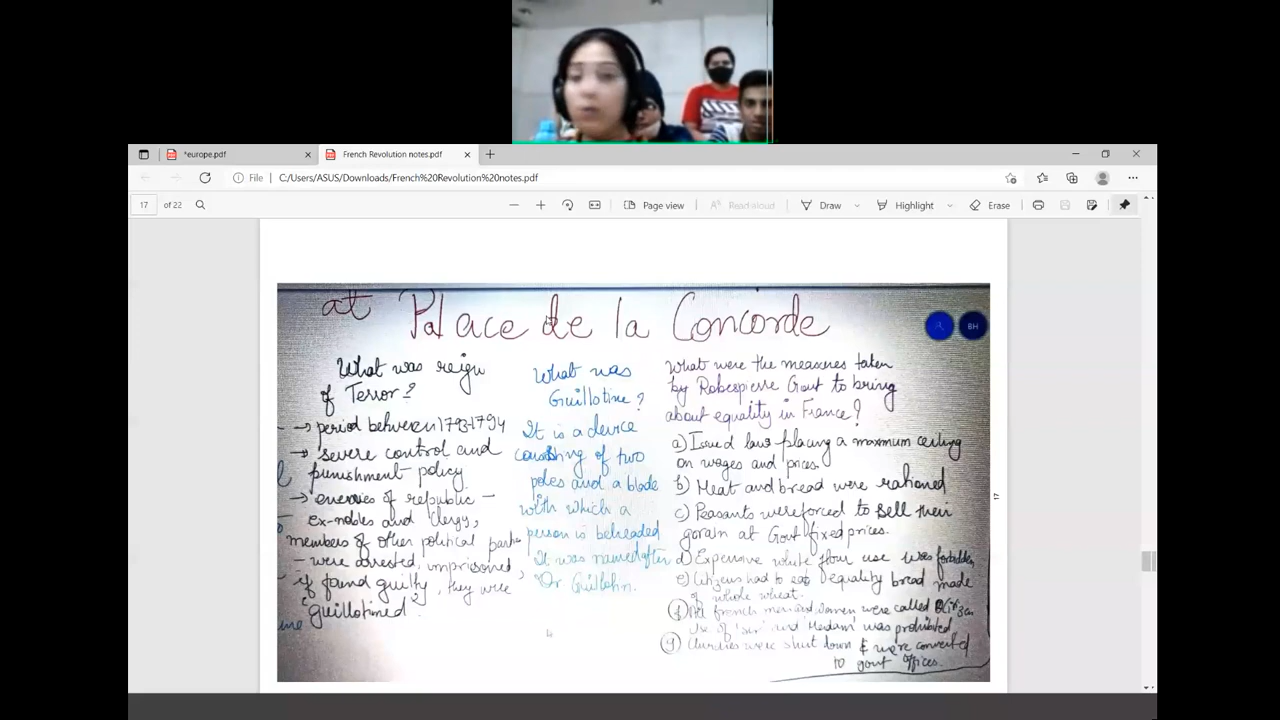 *europe.pdf
French Revolution notes.pdf
File
C:/Users/ASUS/Downloads/French%20Revolution%20notes.pdf
17 of 22
Page view
Read aloud
Draw
Highlight
Erase
at Place de la Concorde
BH
What was reign
of Terror?
→ period between 1793-1794
→ severe control and
punishment policy
→ enemies of republic -
ex-nobles and clergy,
members of other political
- were arrested, imprisoned
if found guilty, they were
'guillotined'.
What was
Guillotine?
It is a device
consisting of two
poles and a blade
with which a
person is beheaded
It was named after
Dr
What were the measures taken
by Robespierre Govt to bring
about equality in France?
a) Issued laws placing a maximum ceiling
on wages and prices.
b) Meat and bread were rationed
c) Peasants were forced to sell their
grain at Govt fixed prices.
d) Expensive white flour use was forbidden
e) Citizens had to eat equality bread made
of whole wheat.
f) All french men and women were called
Use of 'sir' and 'Madam' was prohibited
g) were shut down & were converted
to govt offices.
17